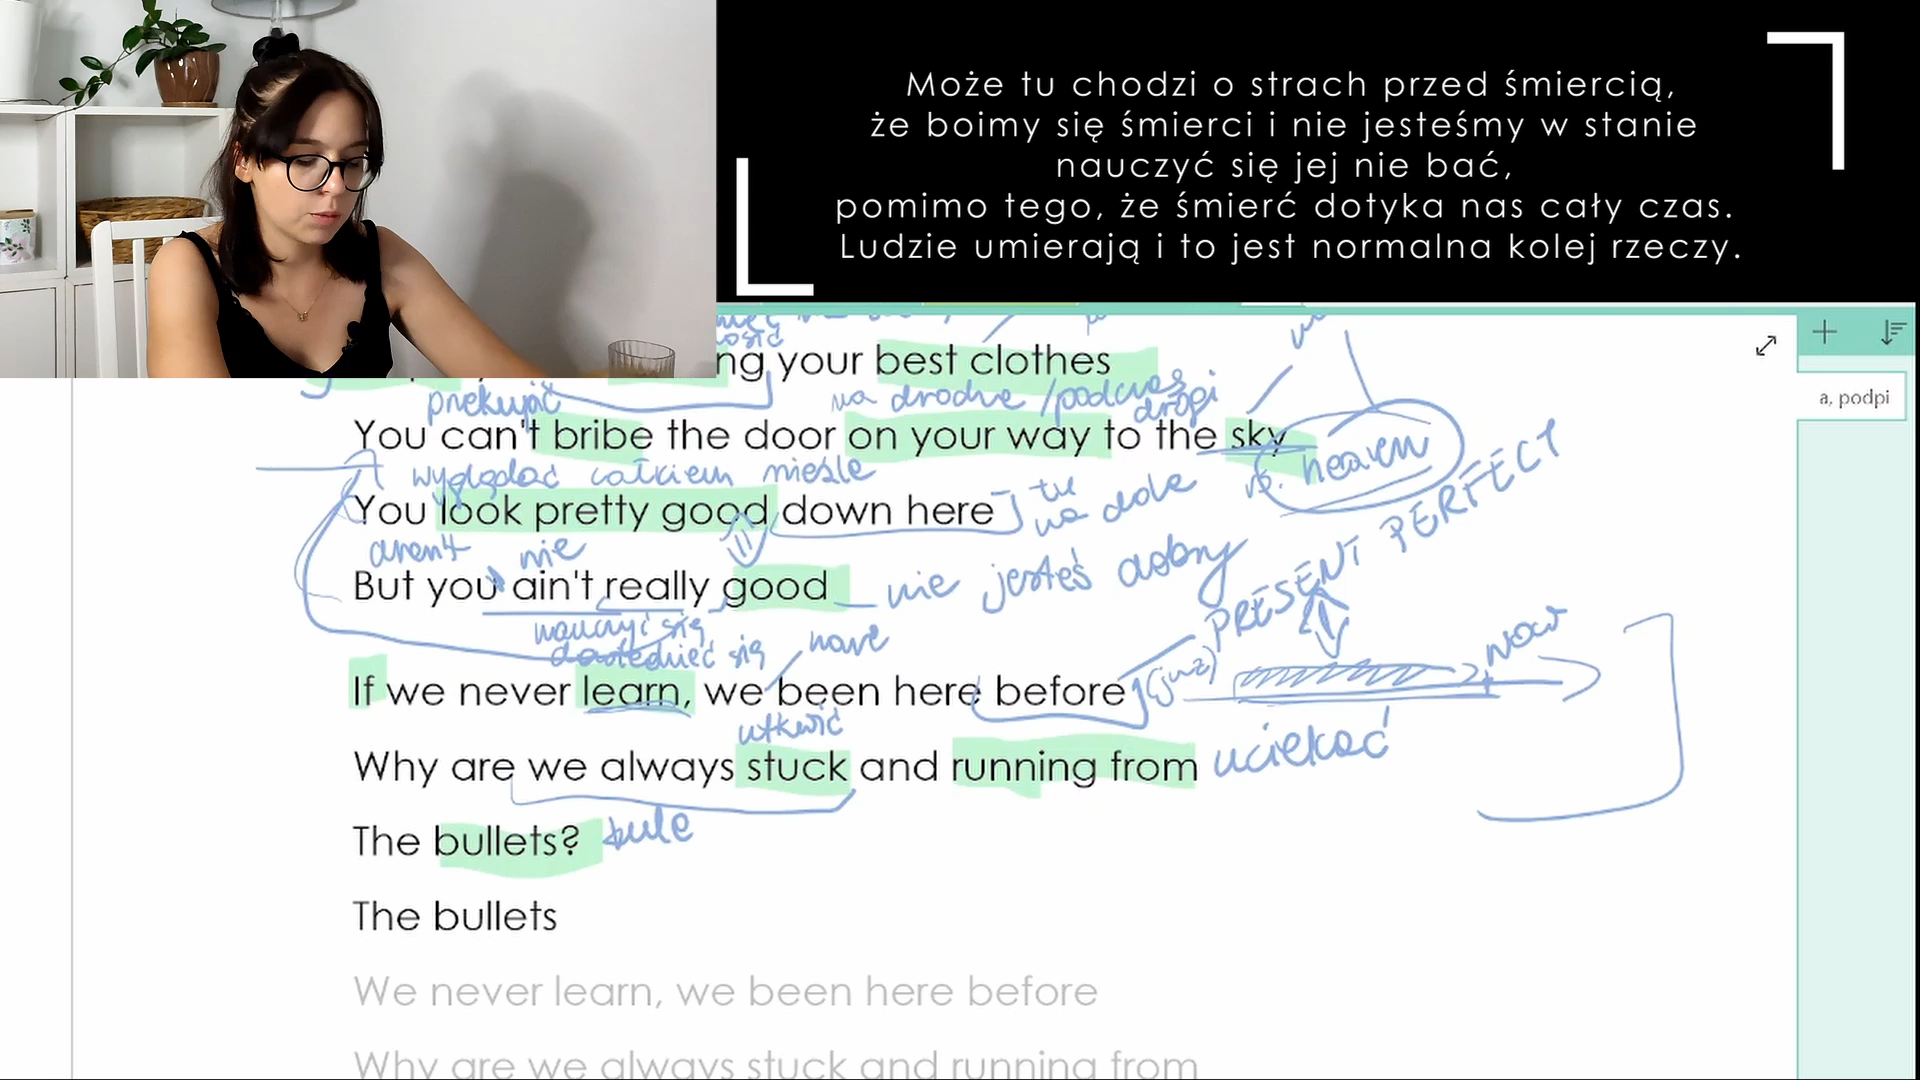 Może tu chodzi o strach przed śmiercią,
że boimy się śmierci i nie jesteśmy w stanie
nauczyć się jej nie bać,
pomimo tego, że śmierć dotyka nas cały czas.
Ludzie umierają i to jest normalna kolej rzeczy.
a, podpi
ność
ng your best clothes
przekupić
na drodze / podczas drogi
You can't bribe the door on your way to the sky
vs. heaven
wyglądać całkiem nieźle
You look pretty good down here
tu na dole
aren't nie
But you ain't really good
nie jesteś dobry
PRESENT PERFECT
nauczyć się
dowiedzieć się
have
now
If we never learn, we been here before
(już)
utkwić
Why are we always stuck and running from
uciekać
The bullets?
kule
The bullets
We never learn, we been here before
Why are we always stuck and running from